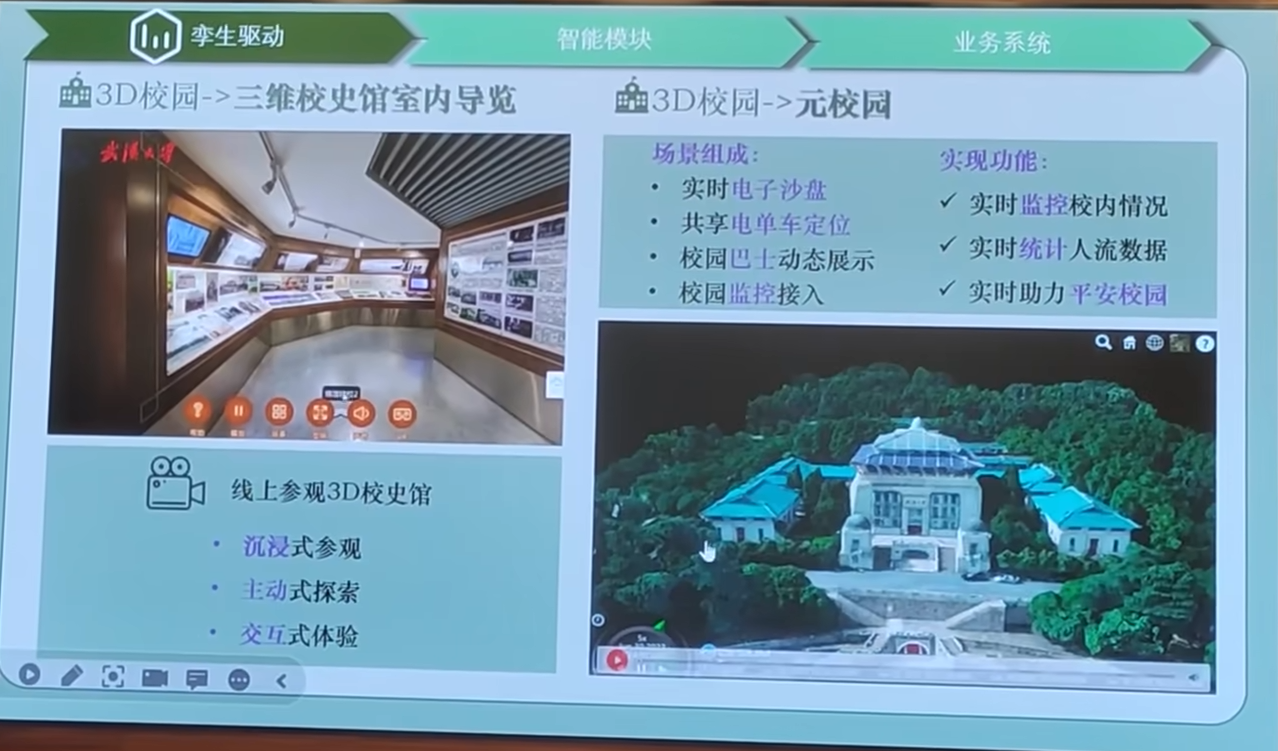 孪生驱动
智能模块
业务系统
3D校园->三维校史馆室内导览
武汉大学
线上参观3D校史馆
• 沉浸式参观
• 主动式探索
• 交互式体验
3D校园->元校园
场景组成：
• 实时电子沙盘
• 共享电单车定位
• 校园巴士动态展示
• 校园监控接入
实现功能：
✓ 实时监控校内情况
✓ 实时统计人流数据
✓ 实时助力平安校园